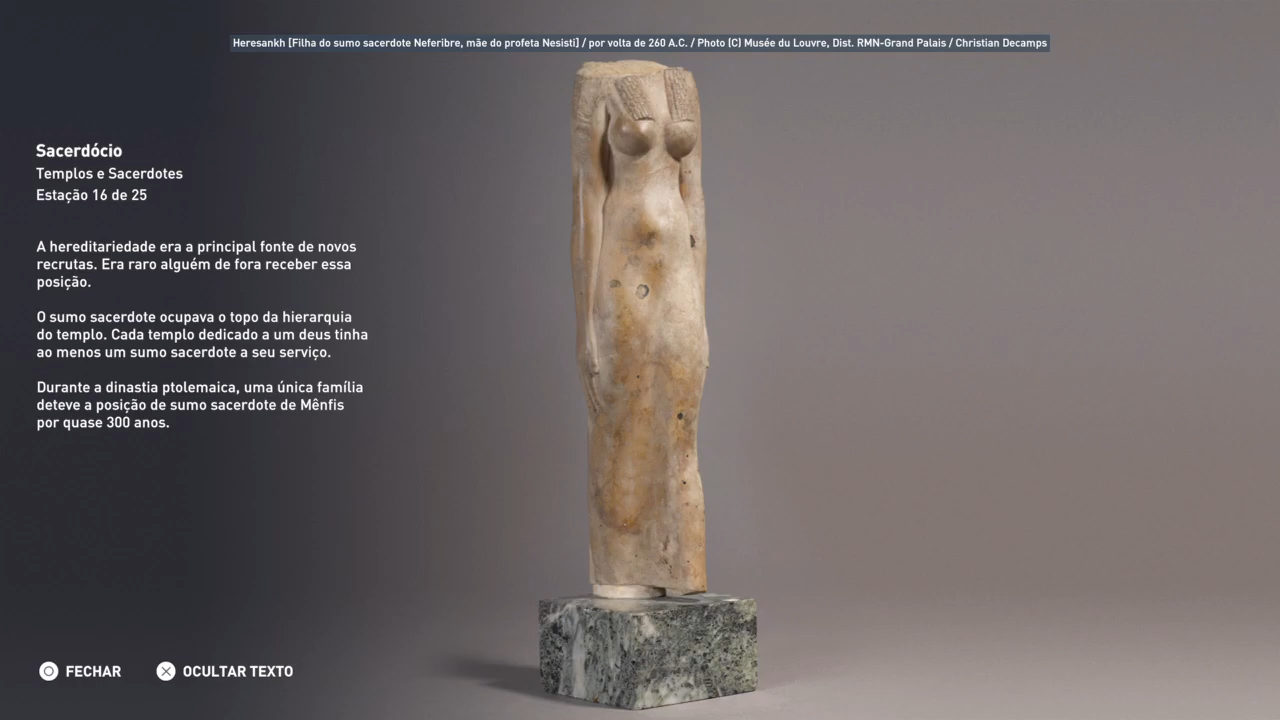 Heresankh [Filha do sumo sacerdote Neferibre, mãe do profeta Nesisti] / por volta de 260 A.C. / Photo (C) Musée du Louvre, Dist. RMN-Grand Palais / Christian Decamps
Sacerdócio
Templos e Sacerdotes
Estação 16 de 25
A hereditariedade era a principal fonte de novos
recrutas. Era raro alguém de fora receber essa
posição.
O sumo sacerdote ocupava o topo da hierarquia
do templo. Cada templo dedicado a um deus tinha
ao menos um sumo sacerdote a seu serviço.
Durante a dinastia ptolemaica, uma única família
deteve a posição de sumo sacerdote de Mênfis
por quase 300 anos.
FECHAR
OCULTAR TEXTO